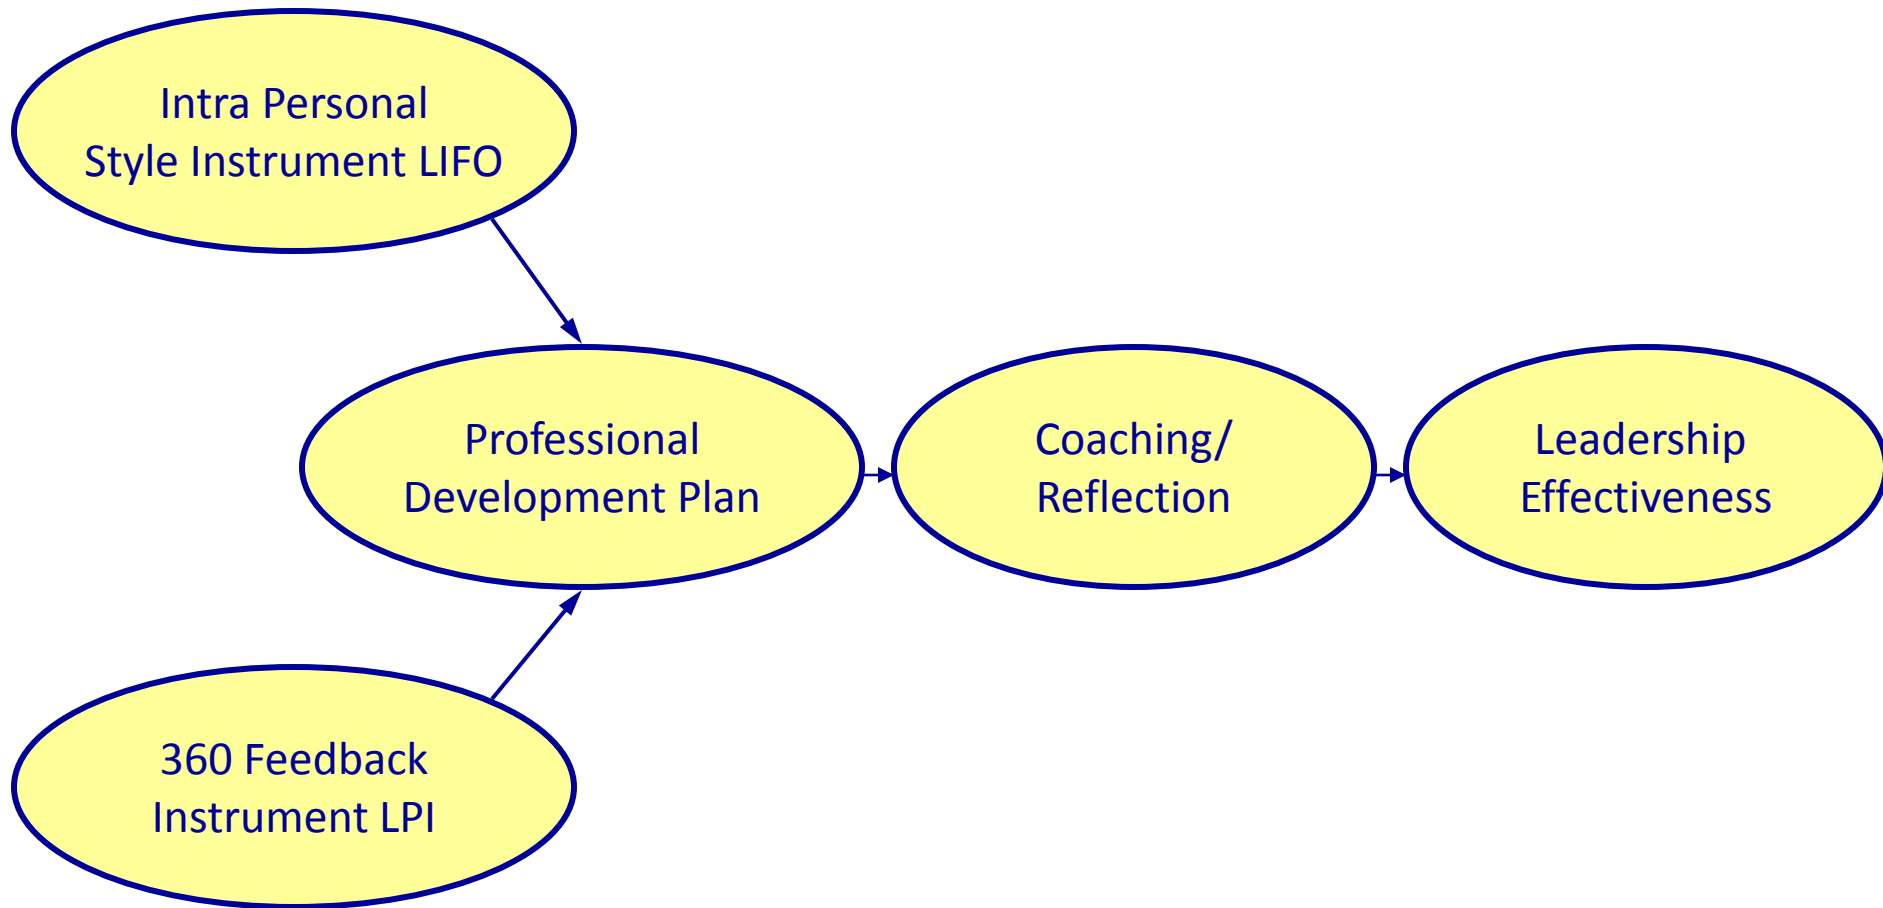 Intra Personal
Style Instrument LIFO
Professional
Development Plan
Coaching/
Reflection
Leadership
Effectiveness
360 Feedback
Instrument LPI